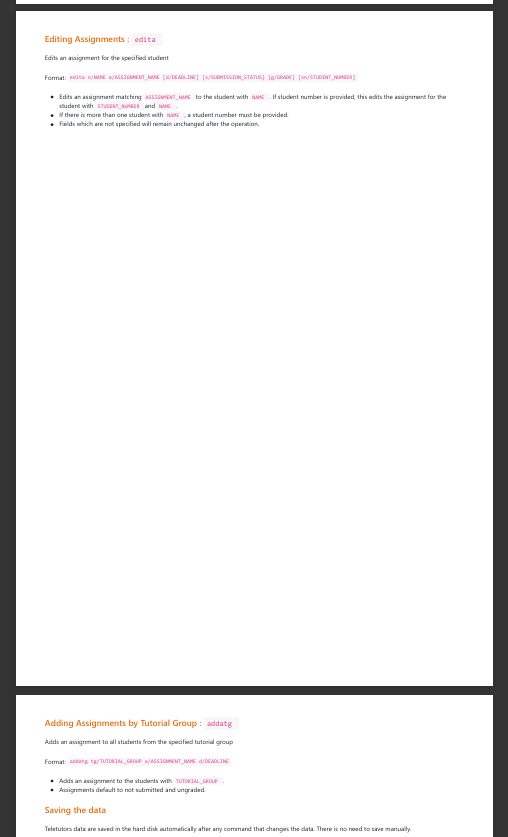 Editing Assignments : edita
Edits an assignment for the specified student
Format: edita n/NAME a/ASSIGNMENT_NAME [d/DEADLINE] [s/SUBMISSION_STATUS] [g/GRADE] [sn/STUDENT_NUMBER]
● Edits an assignment matching ASSIGNMENT_NAME to the student with NAME . If student number is provided, this edits the assignment for the
student with STUDENT_NUMBER and NAME .
● If there is more than one student with NAME , a student number must be provided.
● Fields which are not specified will remain unchanged after the operation.
Adding Assignments by Tutorial Group : addatg
Adds an assignment to all students from the specified tutorial group
Format: addatg tg/TUTORIAL_GROUP a/ASSIGNMENT_NAME d/DEADLINE
● Adds an assignment to the students with TUTORIAL_GROUP .
● Assignments default to not submitted and ungraded.
Saving the data
Teletutors data are saved in the hard disk automatically after any command that changes the data. There is no need to save manually.